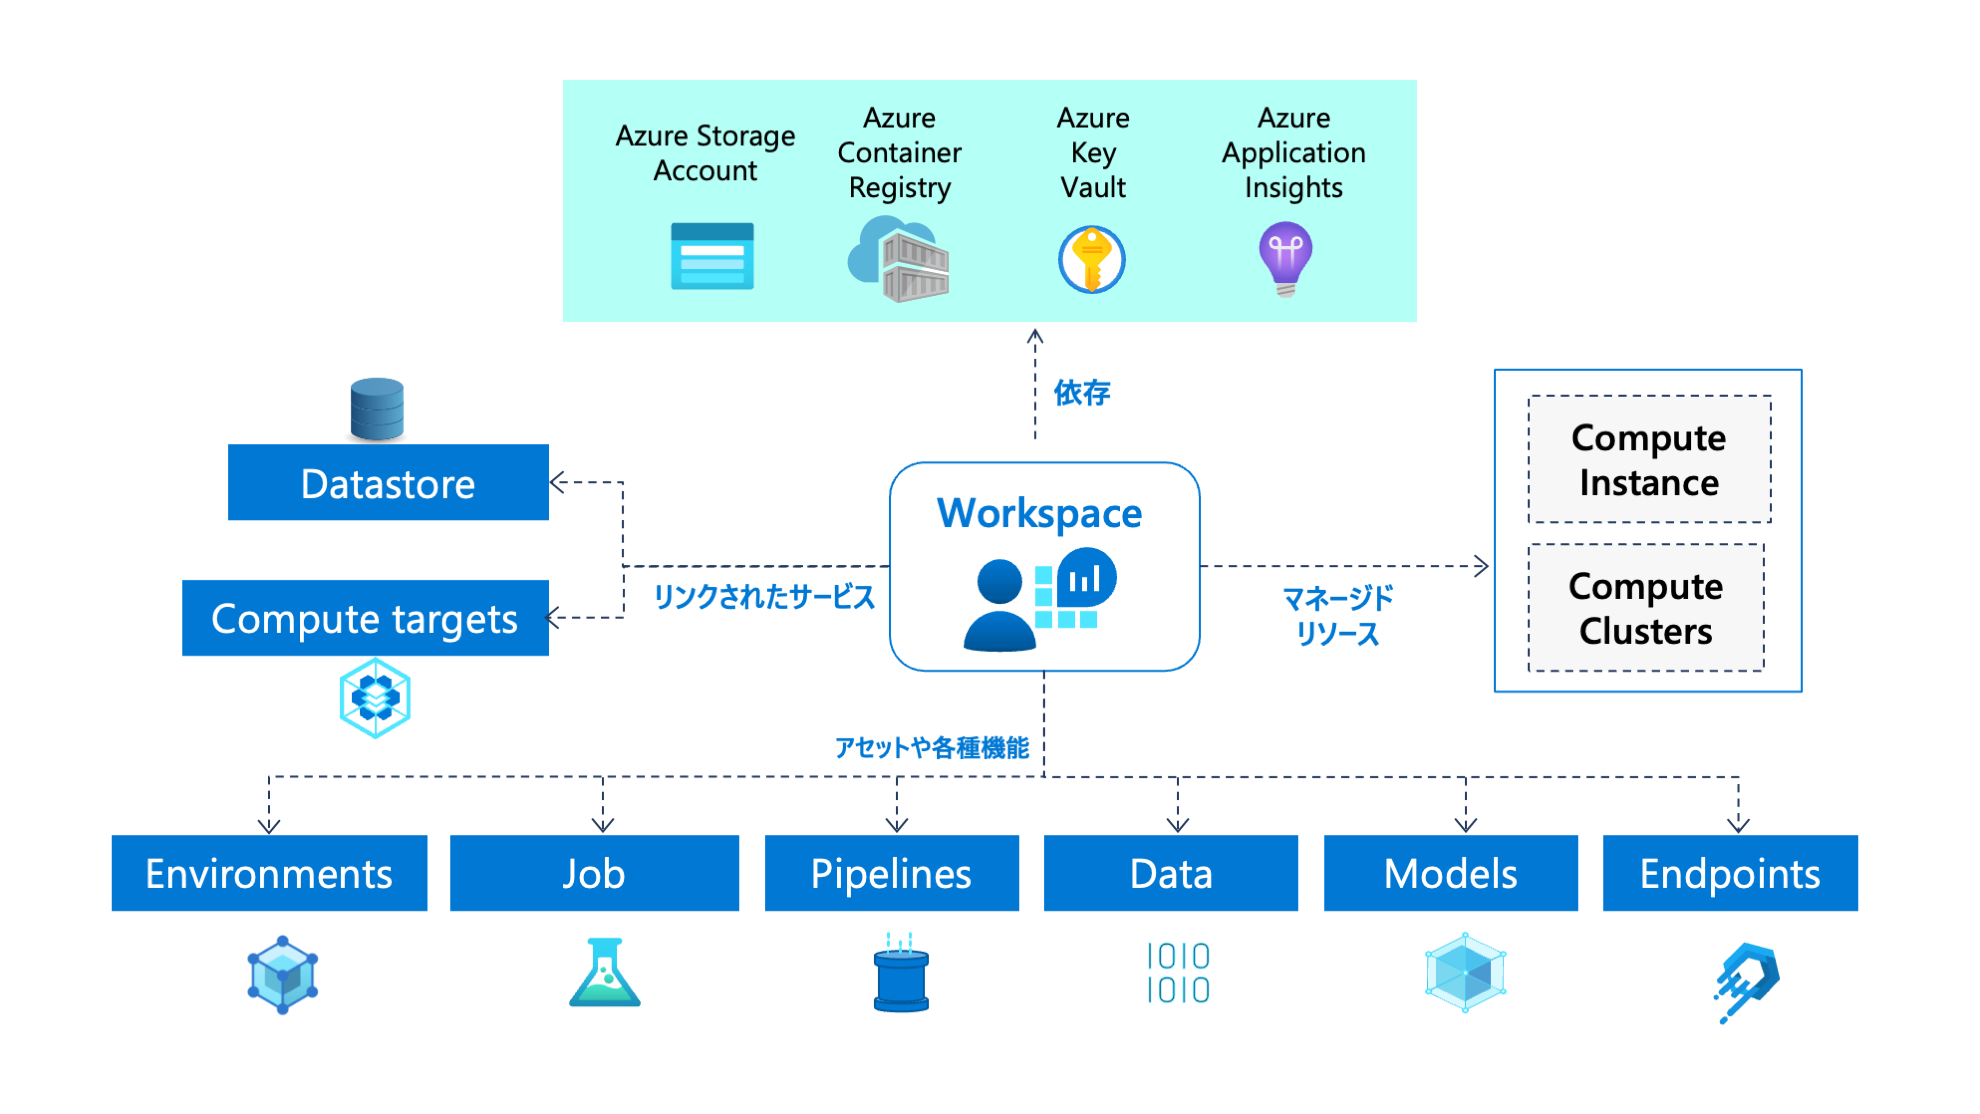 Azure Storage
Account
Azure
Container
Registry
Azure
Key
Vault
Azure
Application
Insights
依存
Datastore
Compute targets
リンクされたサービス
Workspace
マネージド
リソース
Compute
Instance
Compute
Clusters
アセットや各種機能
Environments
Job
Pipelines
Data
Models
Endpoints
1010
1010